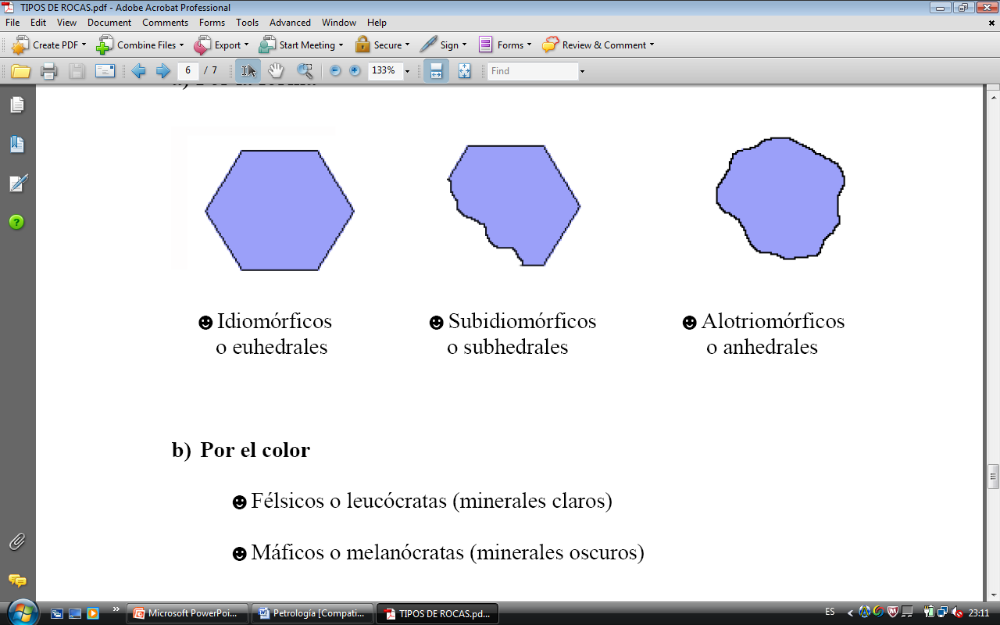 TIPOS DE ROCAS.pdf - Adobe Acrobat Professional
File Edit View Document Comments Forms Tools Advanced Window Help
Create PDF Combine Files Export Start Meeting Secure Sign Forms Review & Comment
6 / 7 133% Find
☻Idiomórficos
o euhedrales
☻Subidiomórficos
o subhedrales
☻Alotriomórficos
o anhedrales
b) Por el color
☻Félsicos o leucócratas (minerales claros)
☻Máficos o melanócratas (minerales oscuros)
Microsoft PowerPoi... Petrología [Compati... TIPOS DE ROCAS.pd... ES 23:11